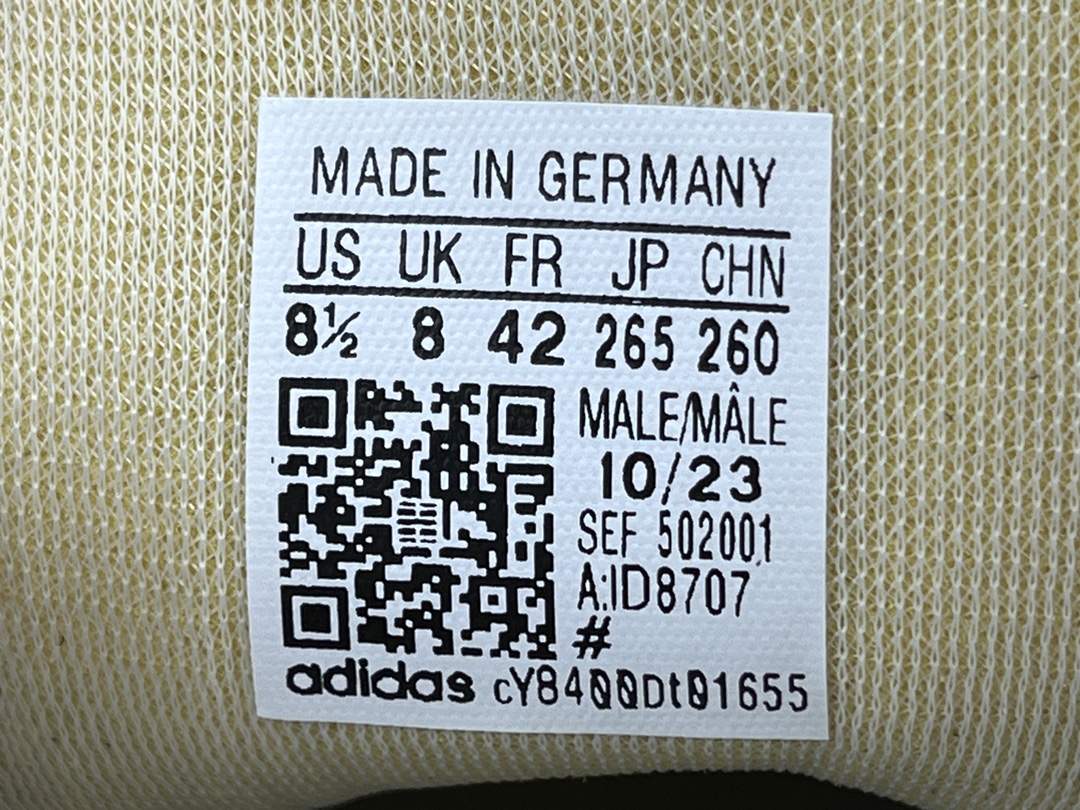 MADE IN GERMANY
US UK FR JP CHN
8½ 8 42 265 260
MALE/MÂLE
10/23
SEF 502001
A:ID8707
#
adidas cY8400Dt01655